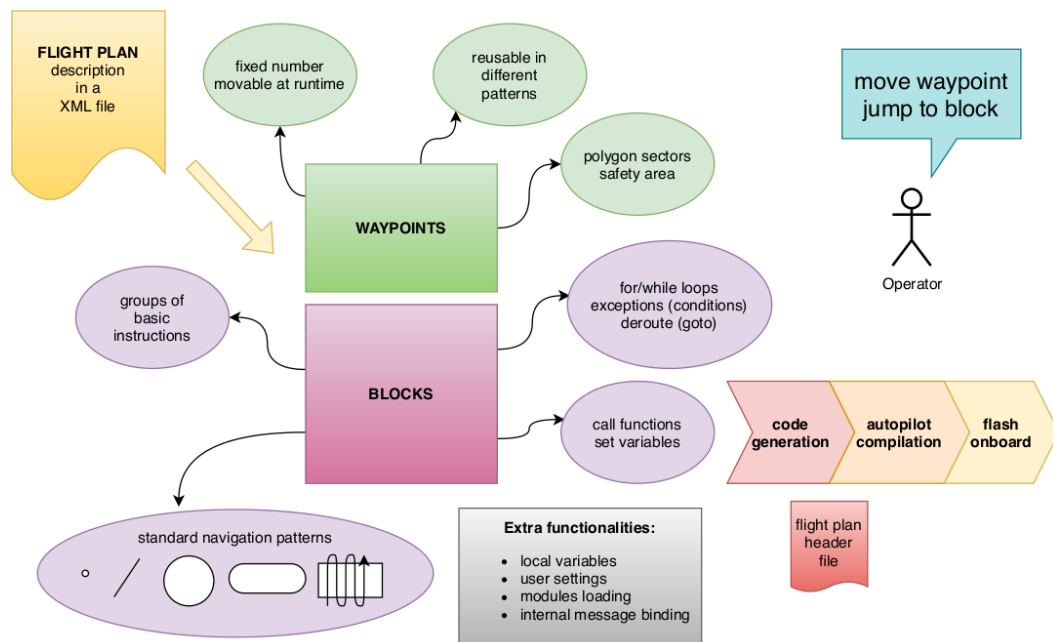 FLIGHT PLAN
description
in a
XML file
fixed number
movable at runtime
reusable in
different
patterns
polygon sectors
safety area
move waypoint
jump to block
Operator
WAYPOINTS
groups of
basic
instructions
for/while loops
exceptions (conditions)
deroute (goto)
BLOCKS
call functions
set variables
code
generation
autopilot
compilation
flash
onboard
standard navigation patterns
Extra functionalities:
• local variables
• user settings
• modules loading
• internal message binding
flight plan
header
file